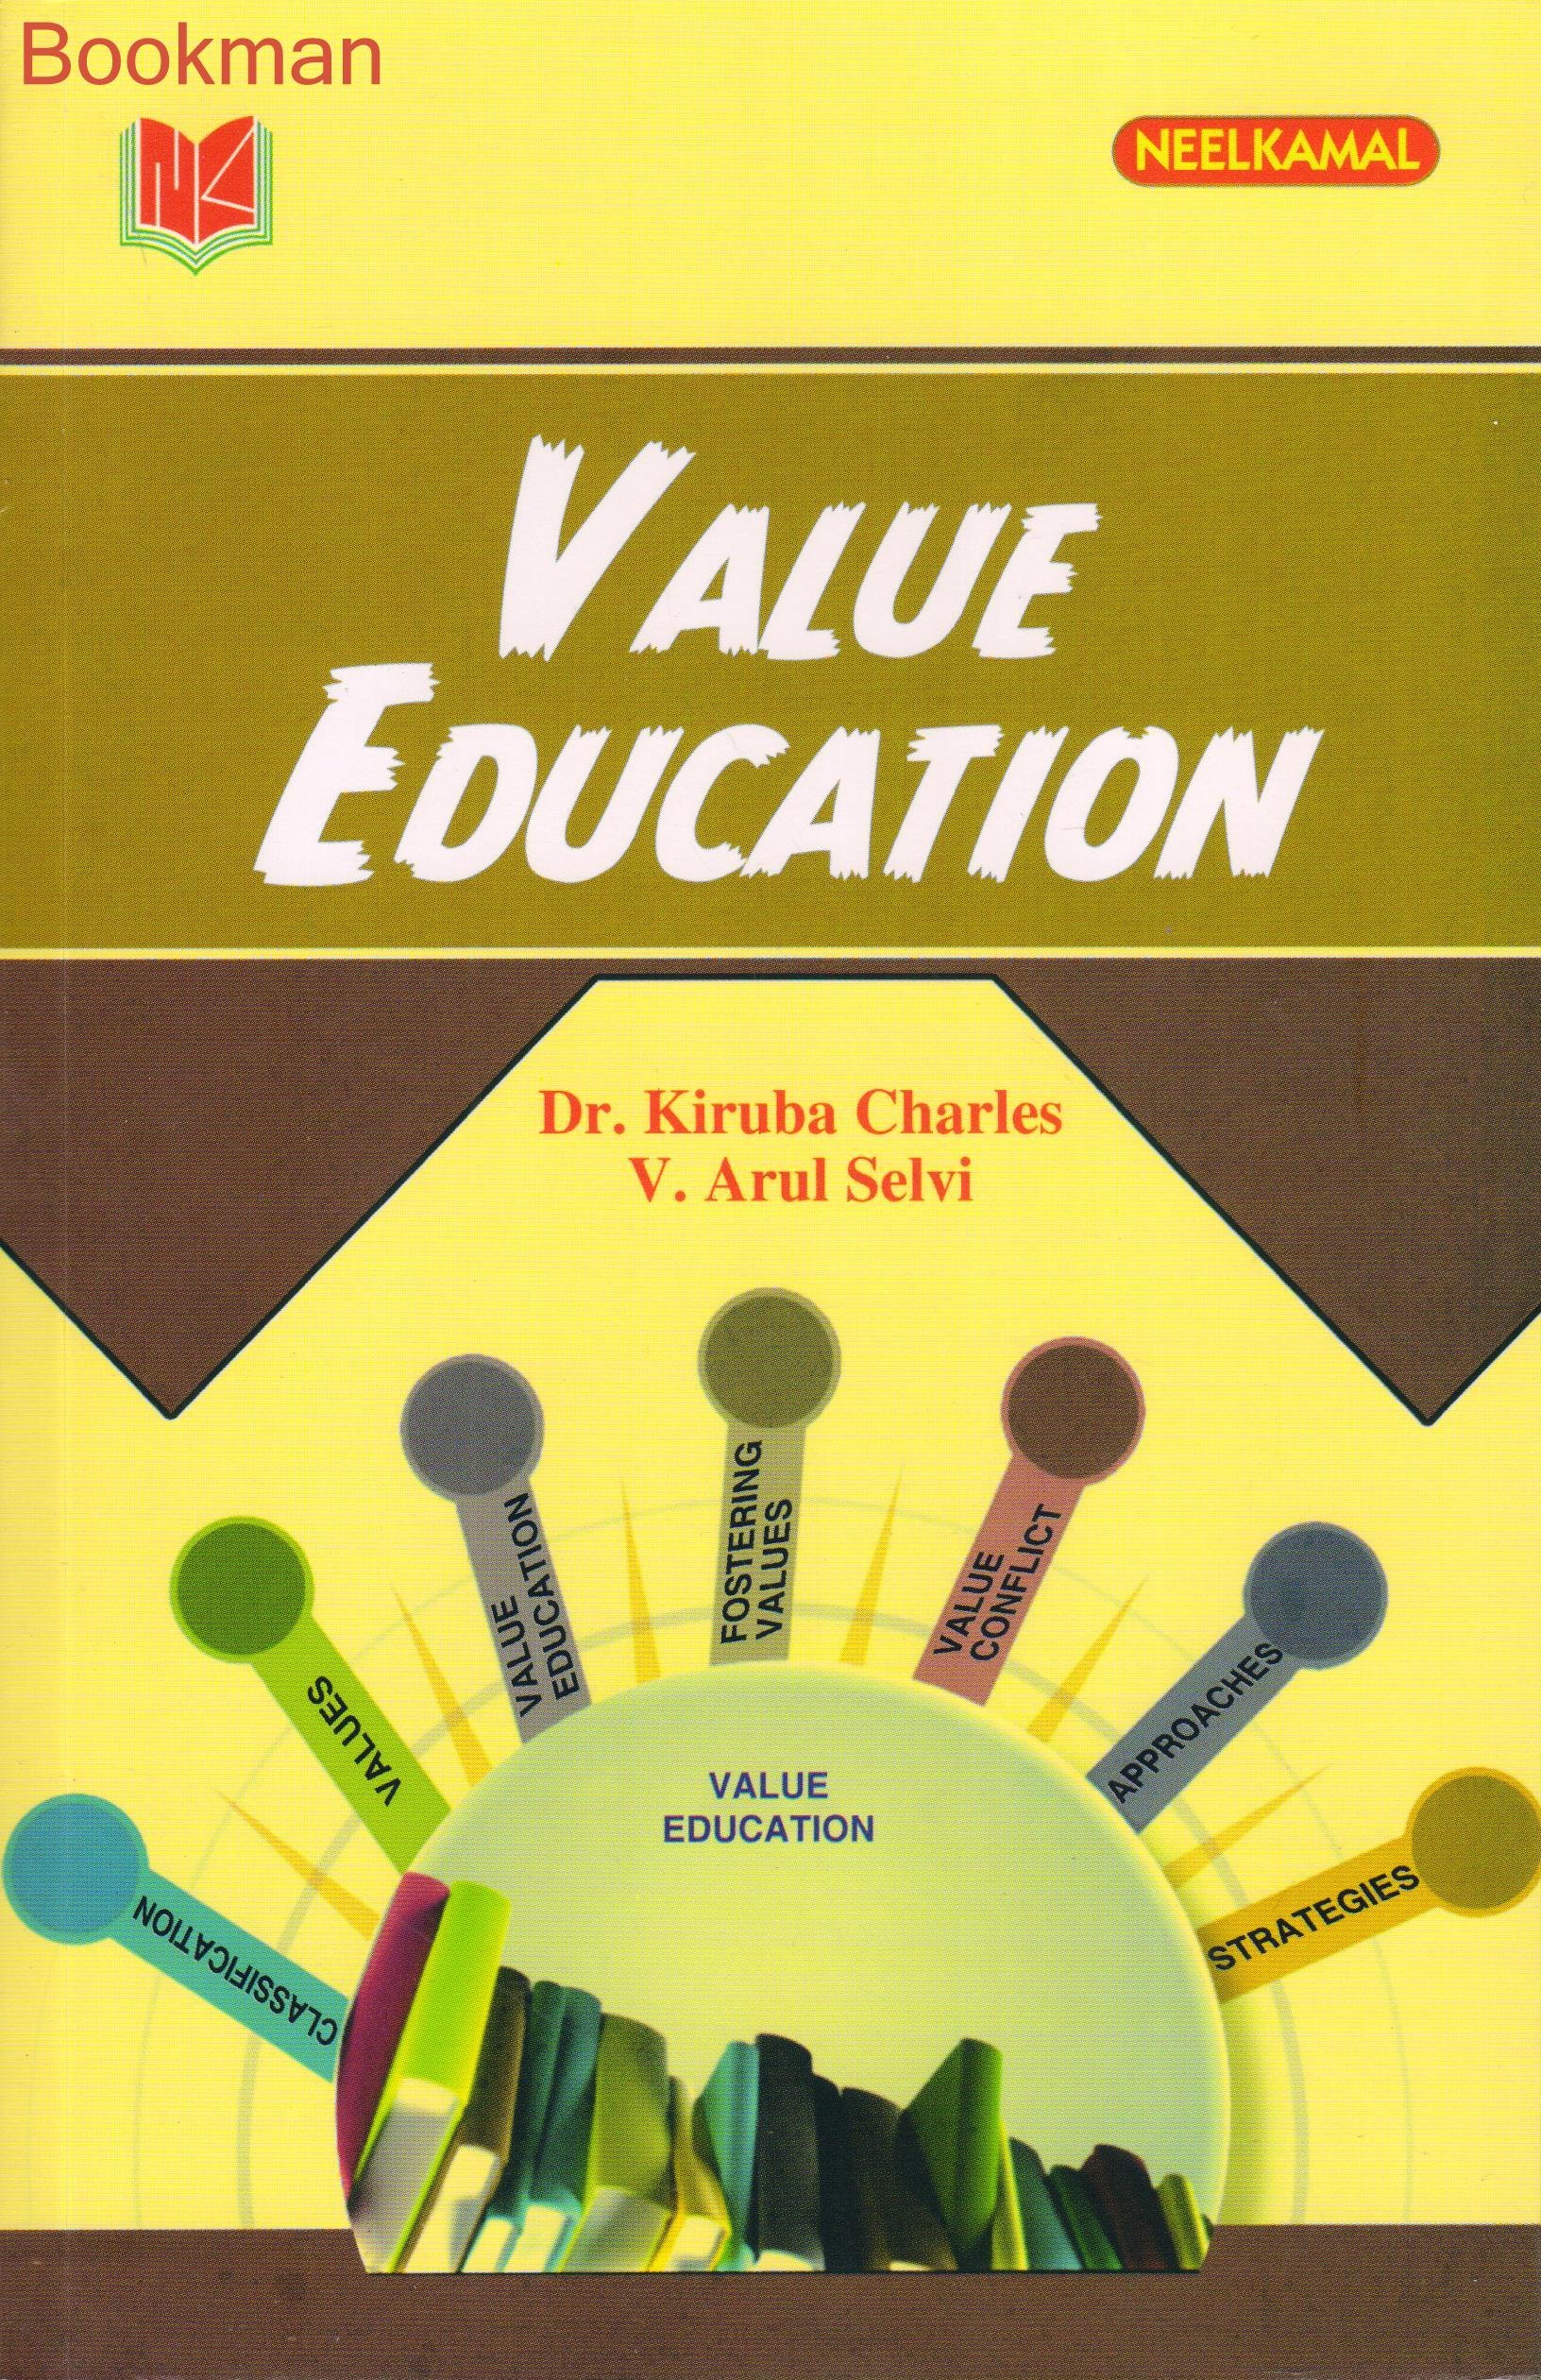 Bookman
NK
NEELKAMAL
VALUE
EDUCATION
Dr. Kiruba Charles
V. Arul Selvi
CLASSIFICATION
VALUES
VALUE
EDUCATION
FOSTERING
VALUES
VALUE
CONFLICT
APPROACHES
STRATEGIES
VALUE
EDUCATION